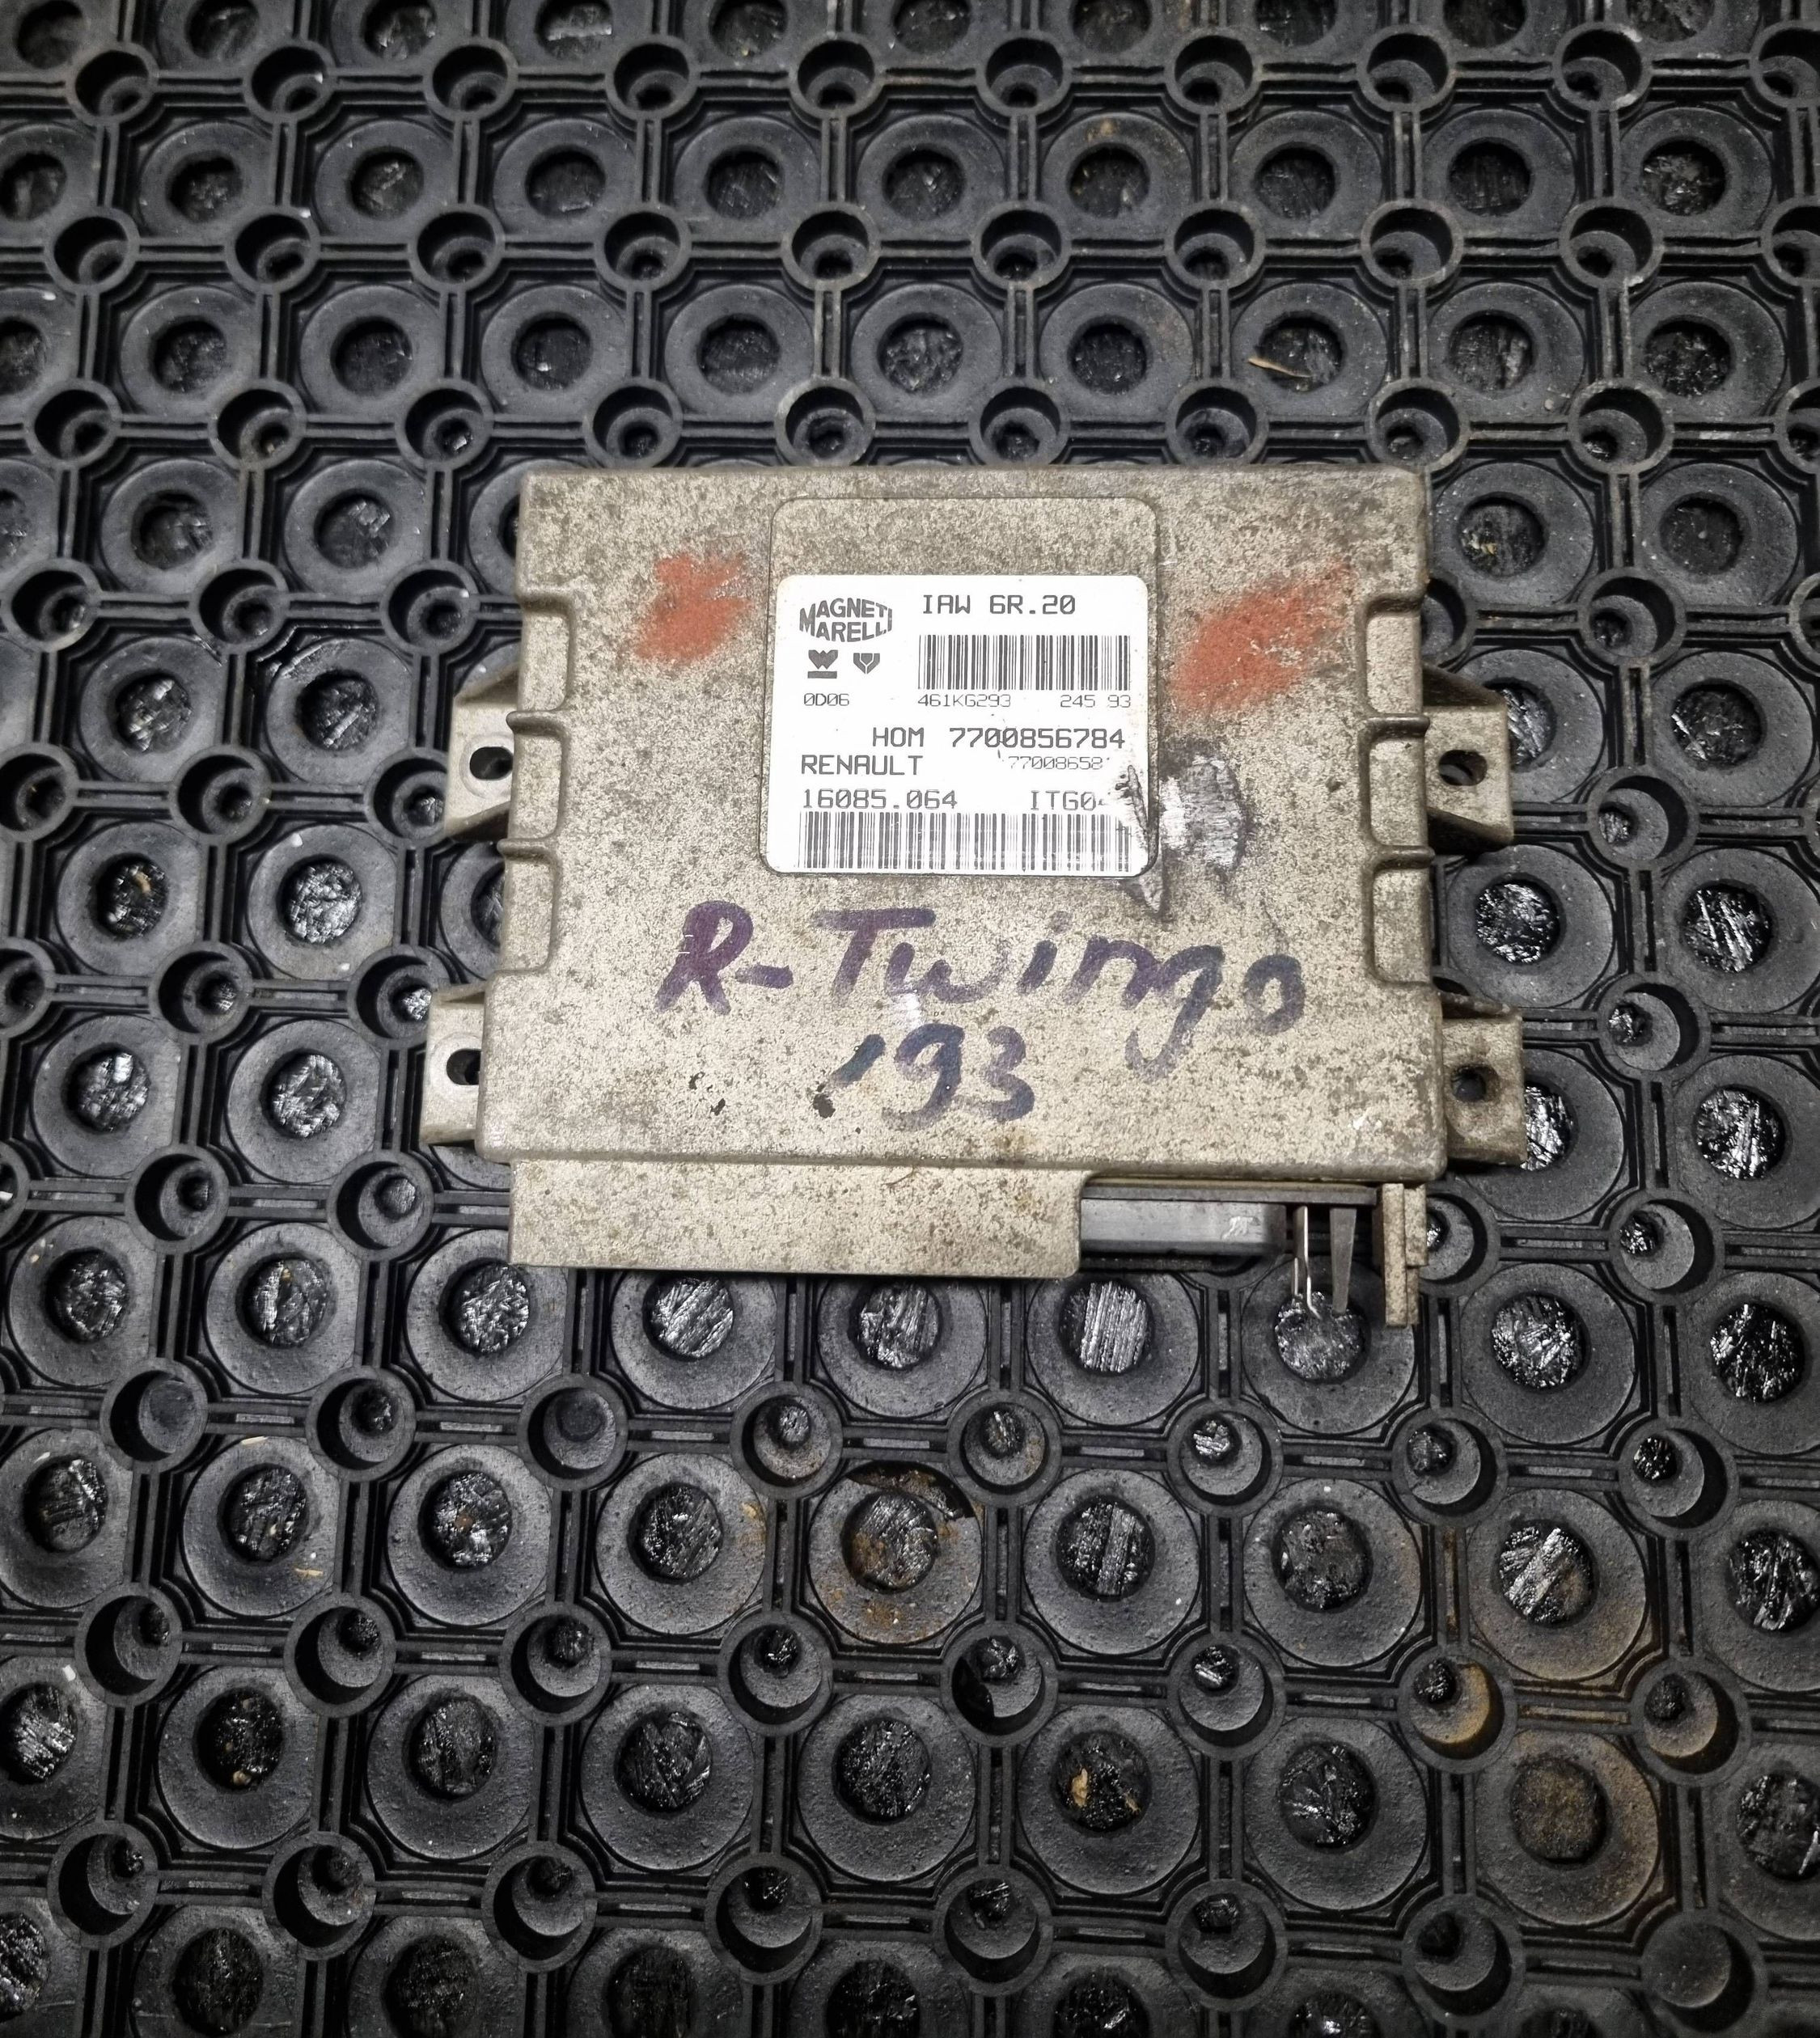 MAGNETI
MARELLI
IAW 6R.20
0D06 461KG293 245 93
HOM 7700856784
RENAULT
16085.064
R-Twingo
'93